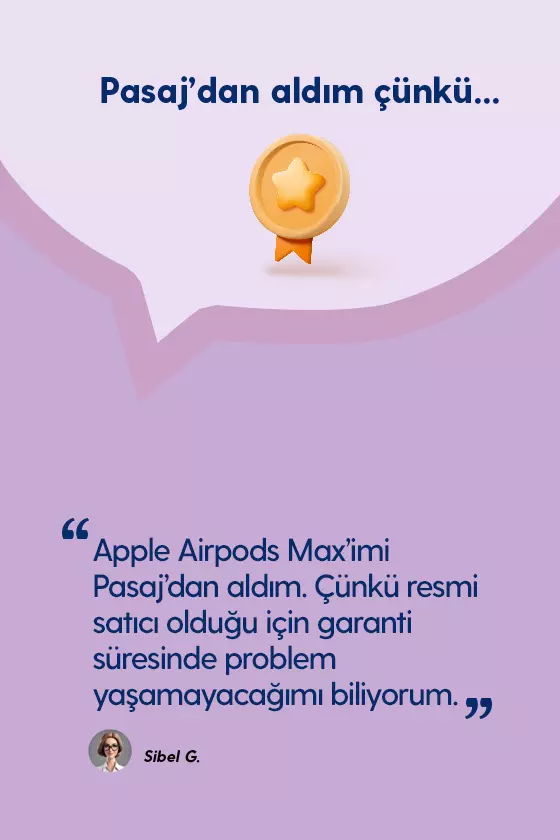 Pasaj’dan aldım çünkü...
“Apple Airpods Max’imi
Pasaj’dan aldım. Çünkü resmi
satıcı olduğu için garanti
süresinde problem
yaşamayacağımı biliyorum.”
Sibel G.